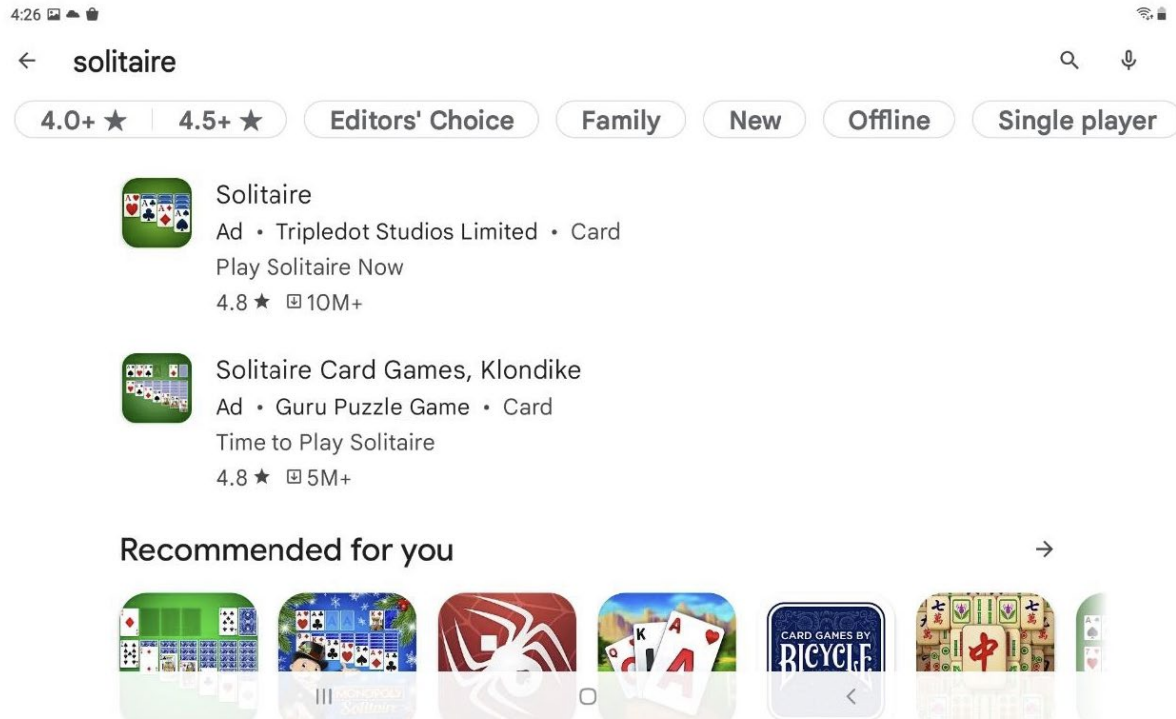 4:26
solitaire
4.0+ ★ 4.5+ ★ Editors' Choice Family New Offline Single player
Solitaire
Ad • Tripledot Studios Limited • Card
Play Solitaire Now
4.8 ★ 10M+
Solitaire Card Games, Klondike
Ad • Guru Puzzle Game • Card
Time to Play Solitaire
4.8 ★ 5M+
Recommended for you
K A
Q A
CARD GAMES BY
BICYCLE
MONOPOLY
Solitaire